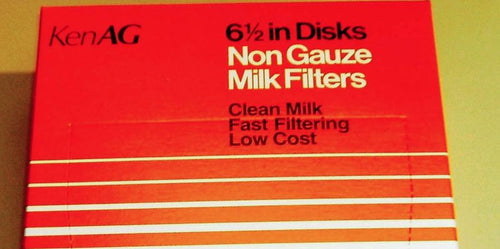 KenAG
6½ in Disks
Non Gauze
Milk Filters
Clean Milk
Fast Filtering
Low Cost